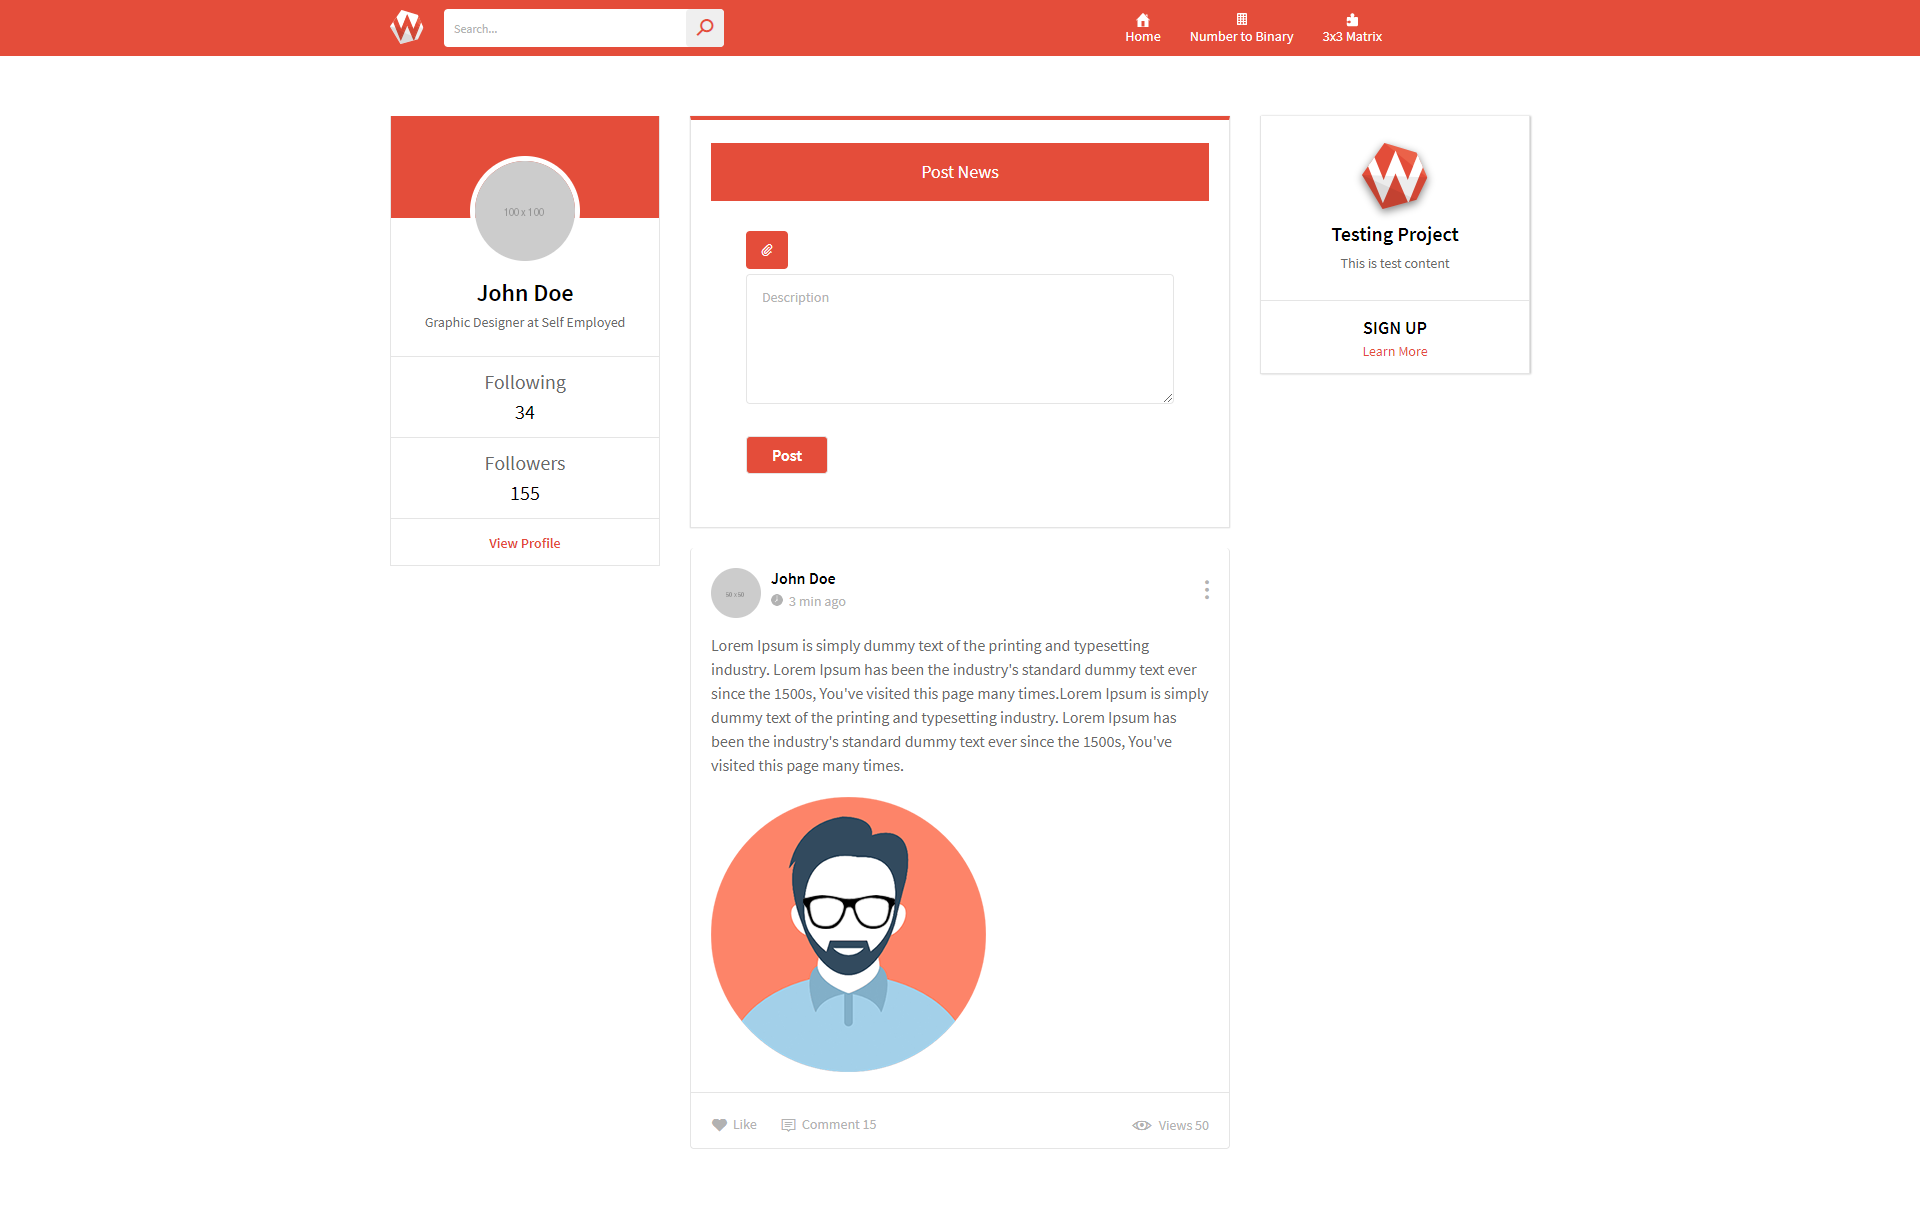 Search...
Home
Number to Binary
3x3 Matrix
100 x 100
John Doe
Graphic Designer at Self Employed
Following
34
Followers
155
View Profile
Post News
Description
Post
Testing Project
This is test content
SIGN UP
Learn More
50 x 50
John Doe
3 min ago
Lorem Ipsum is simply dummy text of the printing and typesetting
industry. Lorem Ipsum has been the industry's standard dummy text ever
since the 1500s, You've visited this page many times.Lorem Ipsum is simply
dummy text of the printing and typesetting industry. Lorem Ipsum has
been the industry's standard dummy text ever since the 1500s, You've
visited this page many times.
Like
Comment 15
Views 50